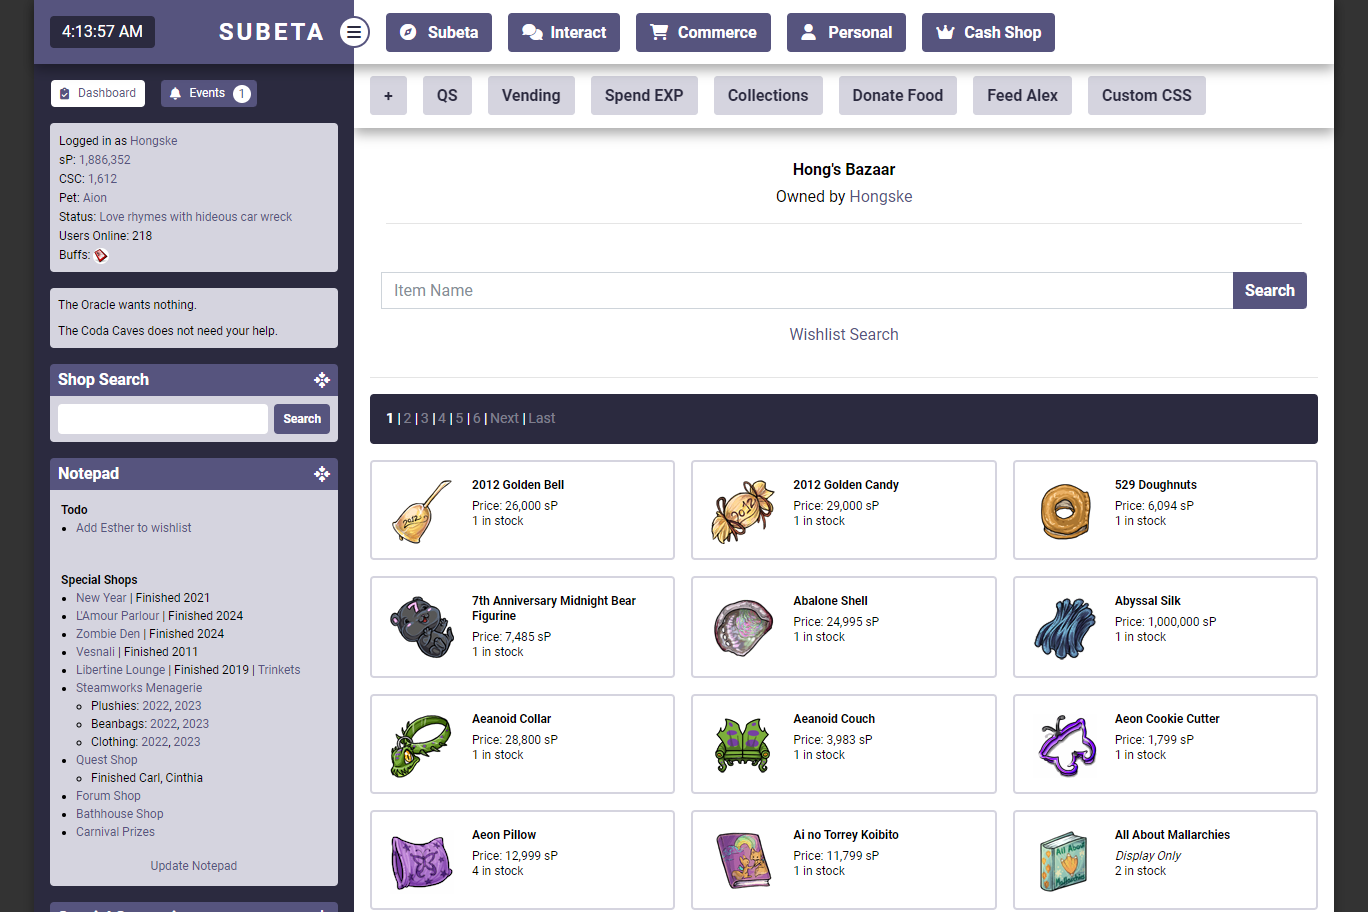 4:13:57 AM
SUBETA
Subeta
Interact
Commerce
Personal
Cash Shop
Dashboard
Events 1
+
QS
Vending
Spend EXP
Collections
Donate Food
Feed Alex
Custom CSS
Logged in as Hongske
sP: 1,886,352
CSC: 1,612
Pet: Aion
Status: Love rhymes with hideous car wreck
Users Online: 218
Buffs:
The Oracle wants nothing.
The Coda Caves does not need your help.
Shop Search
Search
Notepad
Todo
Add Esther to wishlist
Special Shops
New Year | Finished 2021
L'Amour Parlour | Finished 2024
Zombie Den | Finished 2024
Vesnali | Finished 2011
Libertine Lounge | Finished 2019 | Trinkets
Steamworks Menagerie
Plushies: 2022, 2023
Beanbags: 2022, 2023
Clothing: 2022, 2023
Quest Shop
Finished Carl, Cinthia
Forum Shop
Bathhouse Shop
Carnival Prizes
Update Notepad
Hong's Bazaar
Owned by Hongske
Item Name
Search
Wishlist Search
1 | 2 | 3 | 4 | 5 | 6 | Next | Last
2012
2012 Golden Bell
Price: 26,000 sP
1 in stock
2012
2012 Golden Candy
Price: 29,000 sP
1 in stock
529 Doughnuts
Price: 6,094 sP
1 in stock
7
7th Anniversary Midnight Bear
Figurine
Price: 7,485 sP
1 in stock
Abalone Shell
Price: 24,995 sP
1 in stock
Abyssal Silk
Price: 1,000,000 sP
1 in stock
Aeanoid Collar
Price: 28,800 sP
1 in stock
Aeanoid Couch
Price: 3,983 sP
1 in stock
Aeon Cookie Cutter
Price: 1,799 sP
1 in stock
Aeon Pillow
Price: 12,999 sP
4 in stock
Ai no Torrey Koibito
Price: 11,799 sP
1 in stock
All About
Mallarchies
All About Mallarchies
Display Only
2 in stock